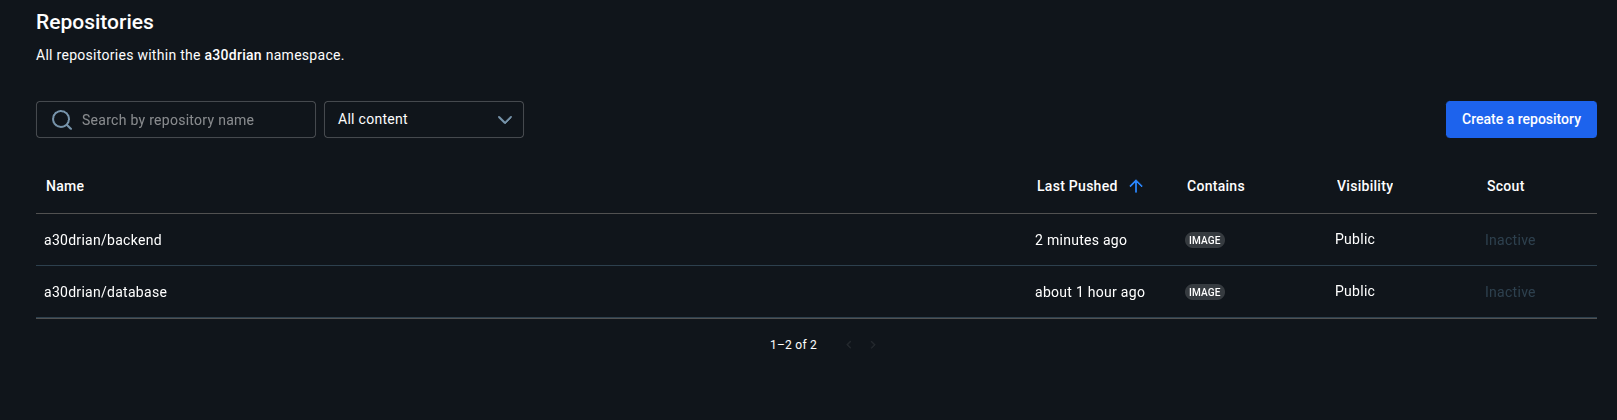 Repositories
All repositories within the a30drian namespace.
Search by repository name
All content
Create a repository
Name Last Pushed Contains Visibility Scout
a30drian/backend 2 minutes ago IMAGE Public Inactive
a30drian/database about 1 hour ago IMAGE Public Inactive
1–2 of 2